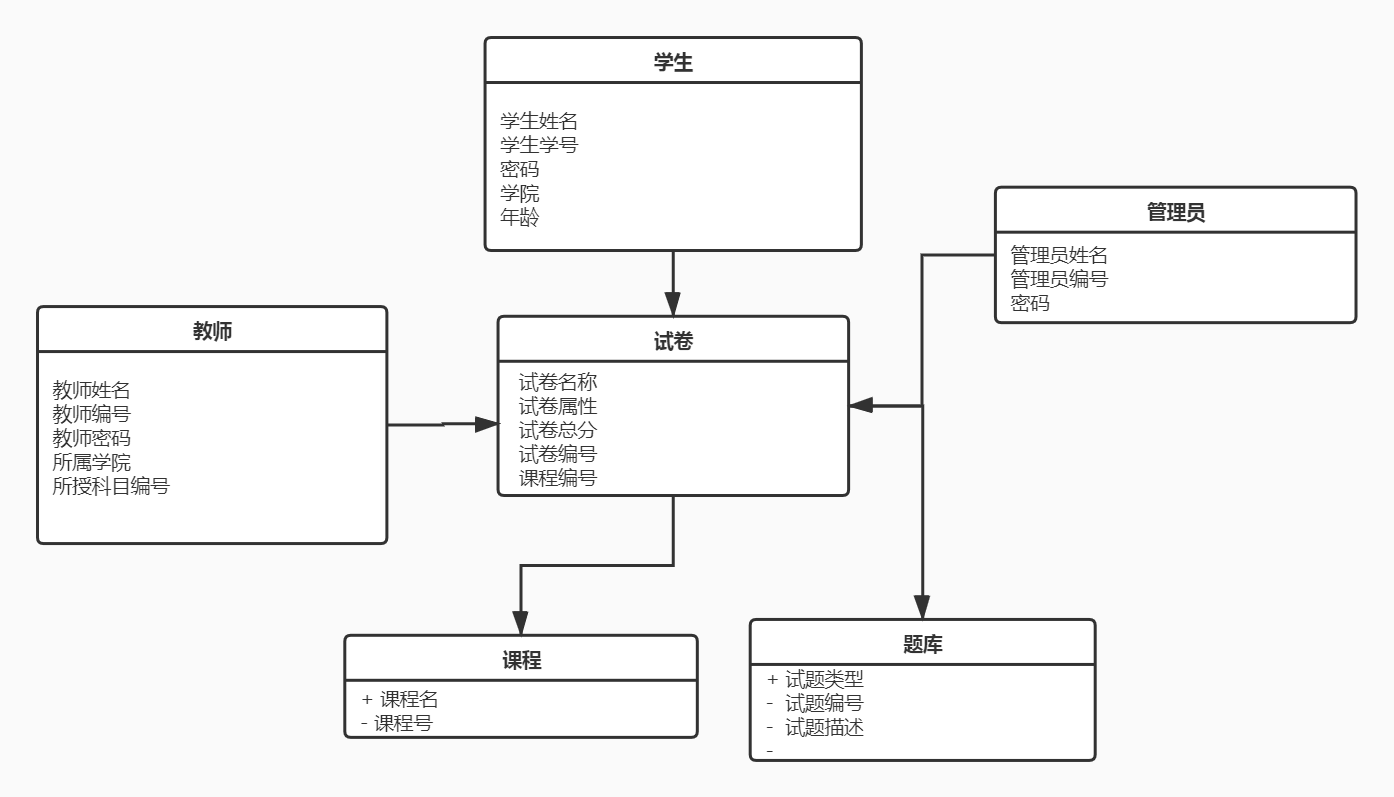 学生
学生姓名
学生学号
密码
学院
年龄
管理员
管理员姓名
管理员编号
密码
教师
教师姓名
教师编号
教师密码
所属学院
所授科目编号
试卷
试卷名称
试卷属性
试卷总分
试卷编号
课程编号
课程
+ 课程名
- 课程号
题库
+ 试题类型
- 试题编号
- 试题描述
-